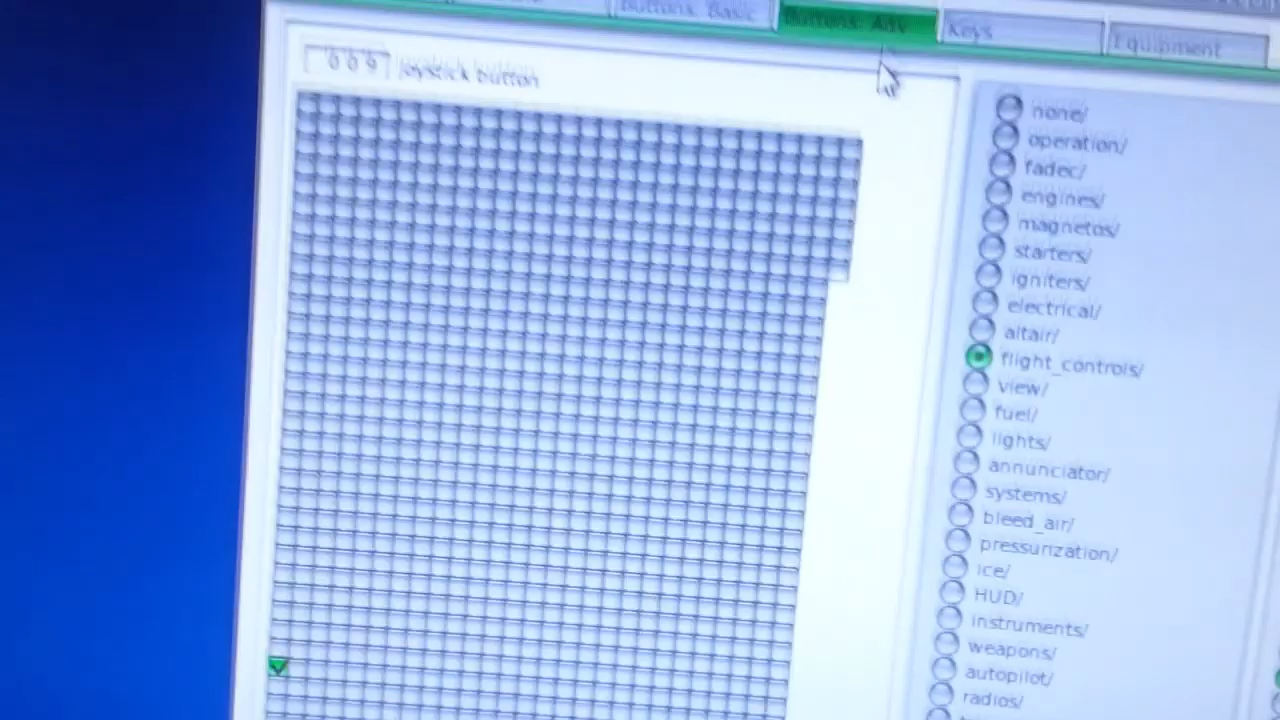 Buttons: Basic
Buttons: Adv
Keys
Equipment
joystick button
none/
operation/
fadec/
engines/
magnetos/
starters/
igniters/
electrical/
altair/
flight_controls/
view/
fuel/
lights/
annunciator/
systems/
bleed_air/
pressurization/
ice/
HUD/
instruments/
weapons/
autopilot/
radios/